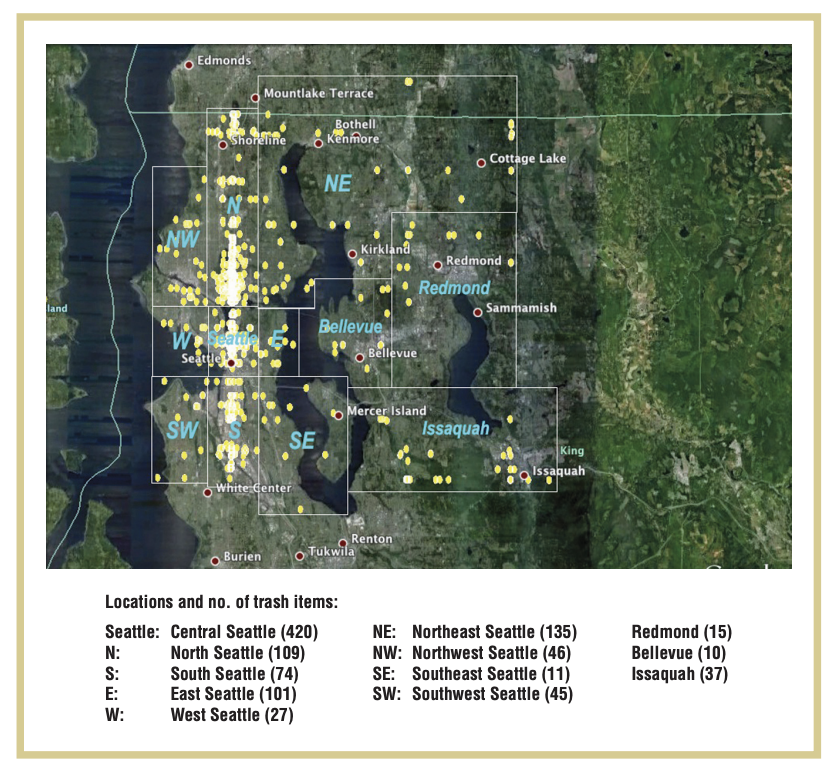 Edmonds
Mountlake Terrace
Bothell
Shoreline
Kenmore
Cottage Lake
NE
N
NW
Kirkland
Redmond
Redmond
land
Sammamish
Bellevue
W
Seattle
E
Seattle
Bellevue
Mercer Island
SW
S
SE
Issaquah
King
Issaquah
White Center
Renton
Tukwila
Burien
Locations and no. of trash items:
Seattle: Central Seattle (420)
N: North Seattle (109)
S: South Seattle (74)
E: East Seattle (101)
W: West Seattle (27)
NE: Northeast Seattle (135)
NW: Northwest Seattle (46)
SE: Southeast Seattle (11)
SW: Southwest Seattle (45)
Redmond (15)
Bellevue (10)
Issaquah (37)